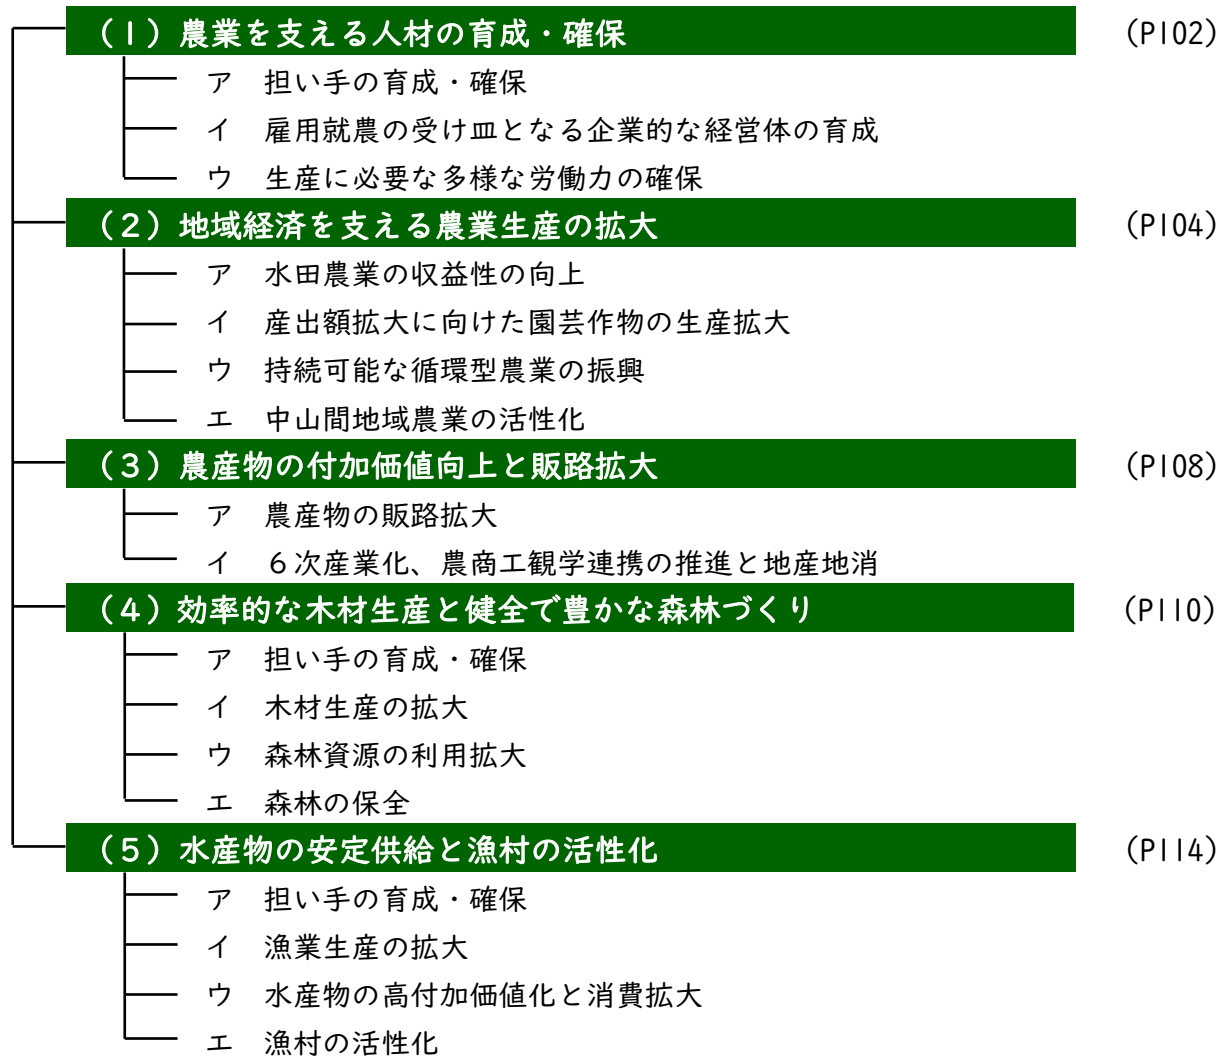 （１）農業を支える人材の育成・確保 （P102）
ア　担い手の育成・確保
イ　雇用就農の受け皿となる企業的な経営体の育成
ウ　生産に必要な多様な労働力の確保
（２）地域経済を支える農業生産の拡大 （P104）
ア　水田農業の収益性の向上
イ　産出額拡大に向けた園芸作物の生産拡大
ウ　持続可能な循環型農業の振興
エ　中山間地域農業の活性化
（３）農産物の付加価値向上と販路拡大 （P108）
ア　農産物の販路拡大
イ　６次産業化、農商工観学連携の推進と地産地消
（４）効率的な木材生産と健全で豊かな森林づくり （P110）
ア　担い手の育成・確保
イ　木材生産の拡大
ウ　森林資源の利用拡大
エ　森林の保全
（５）水産物の安定供給と漁村の活性化 （P114）
ア　担い手の育成・確保
イ　漁業生産の拡大
ウ　水産物の高付加価値化と消費拡大
エ　漁村の活性化